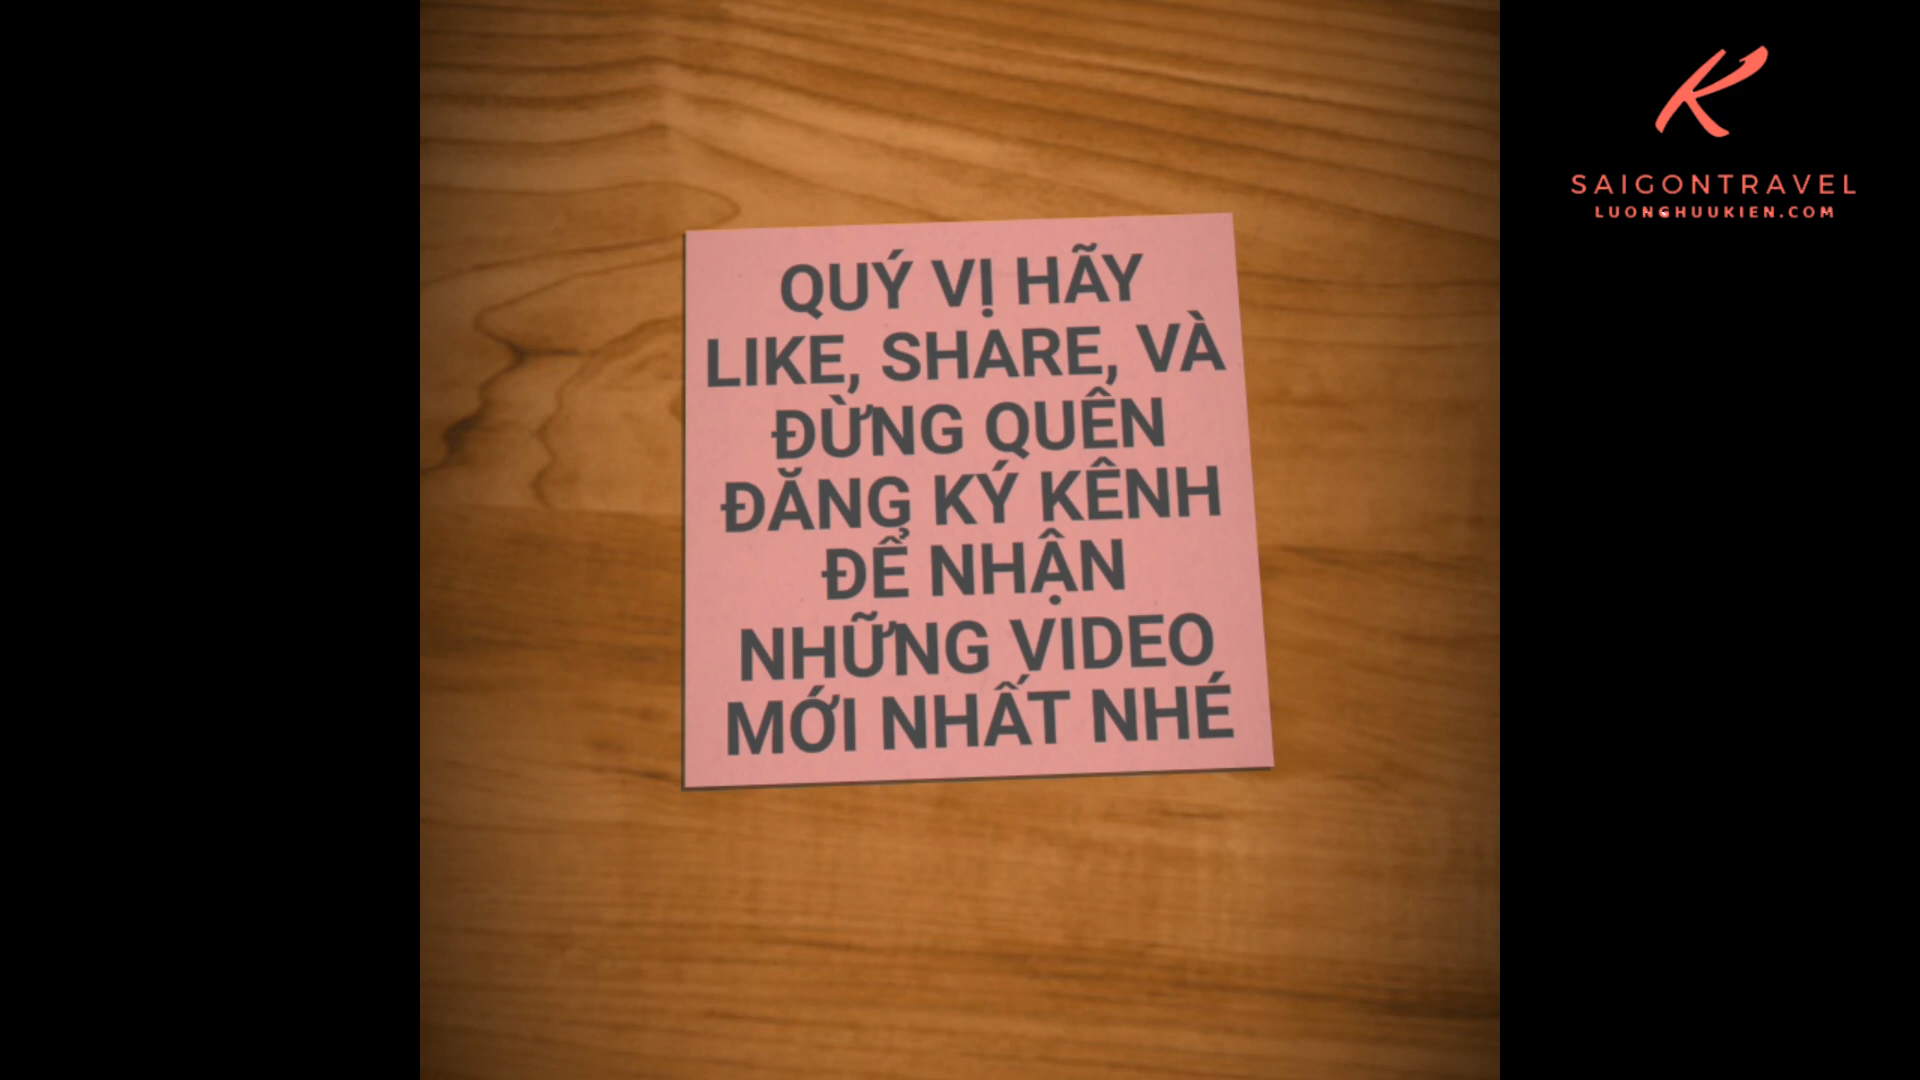 QUÝ VỊ HÃY
LIKE, SHARE, VÀ
ĐỪNG QUÊN
ĐĂNG KÝ KÊNH
ĐỂ NHẬN
NHỮNG VIDEO
MỚI NHẤT NHÉ
K
SAIGONTRAVEL
LUONGHUUKIEN.COM